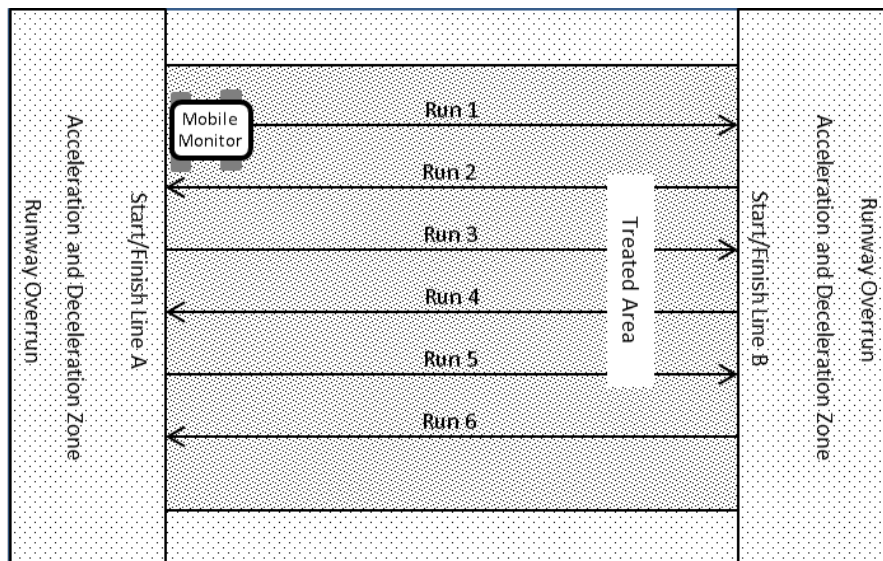 Runway Overrun
Acceleration and Deceleration Zone
Start/Finish Line A
Mobile
Monitor
Run 1
Run 2
Run 3
Run 4
Run 5
Run 6
Treated Area
Start/Finish Line B
Acceleration and Deceleration Zone
Runway Overrun